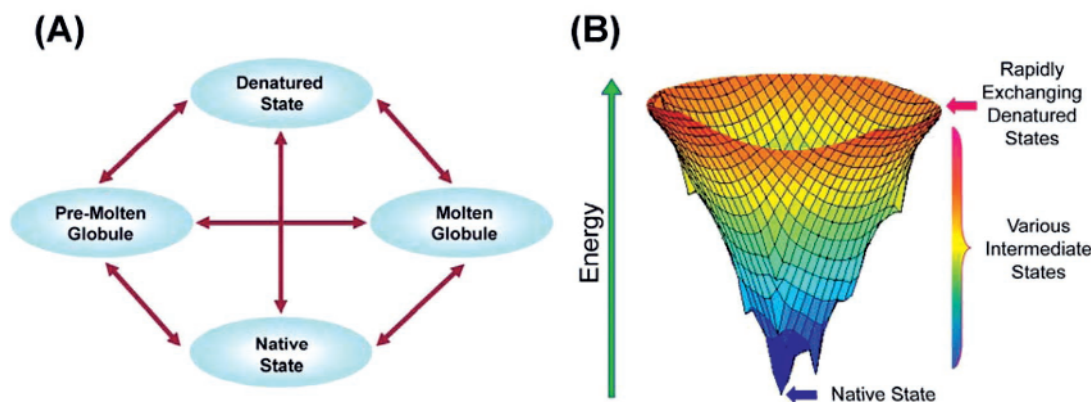 (A)
Denatured
State
Pre-Molten
Globule
Molten
Globule
Native
State
(B)
Energy
Rapidly
Exchanging
Denatured
States
Various
Intermediate
States
Native State